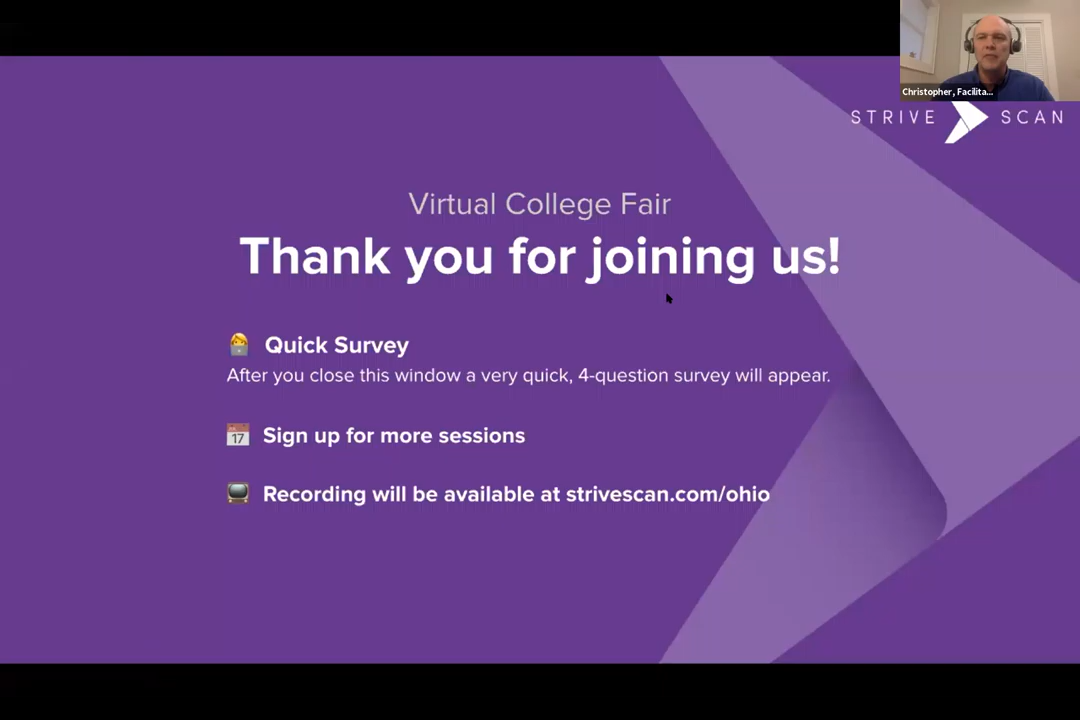 Christopher, Facilita...
STRIVE SCAN
Virtual College Fair
Thank you for joining us!
Quick Survey
After you close this window a very quick, 4-question survey will appear.
17
Sign up for more sessions
Recording will be available at strivescan.com/ohio